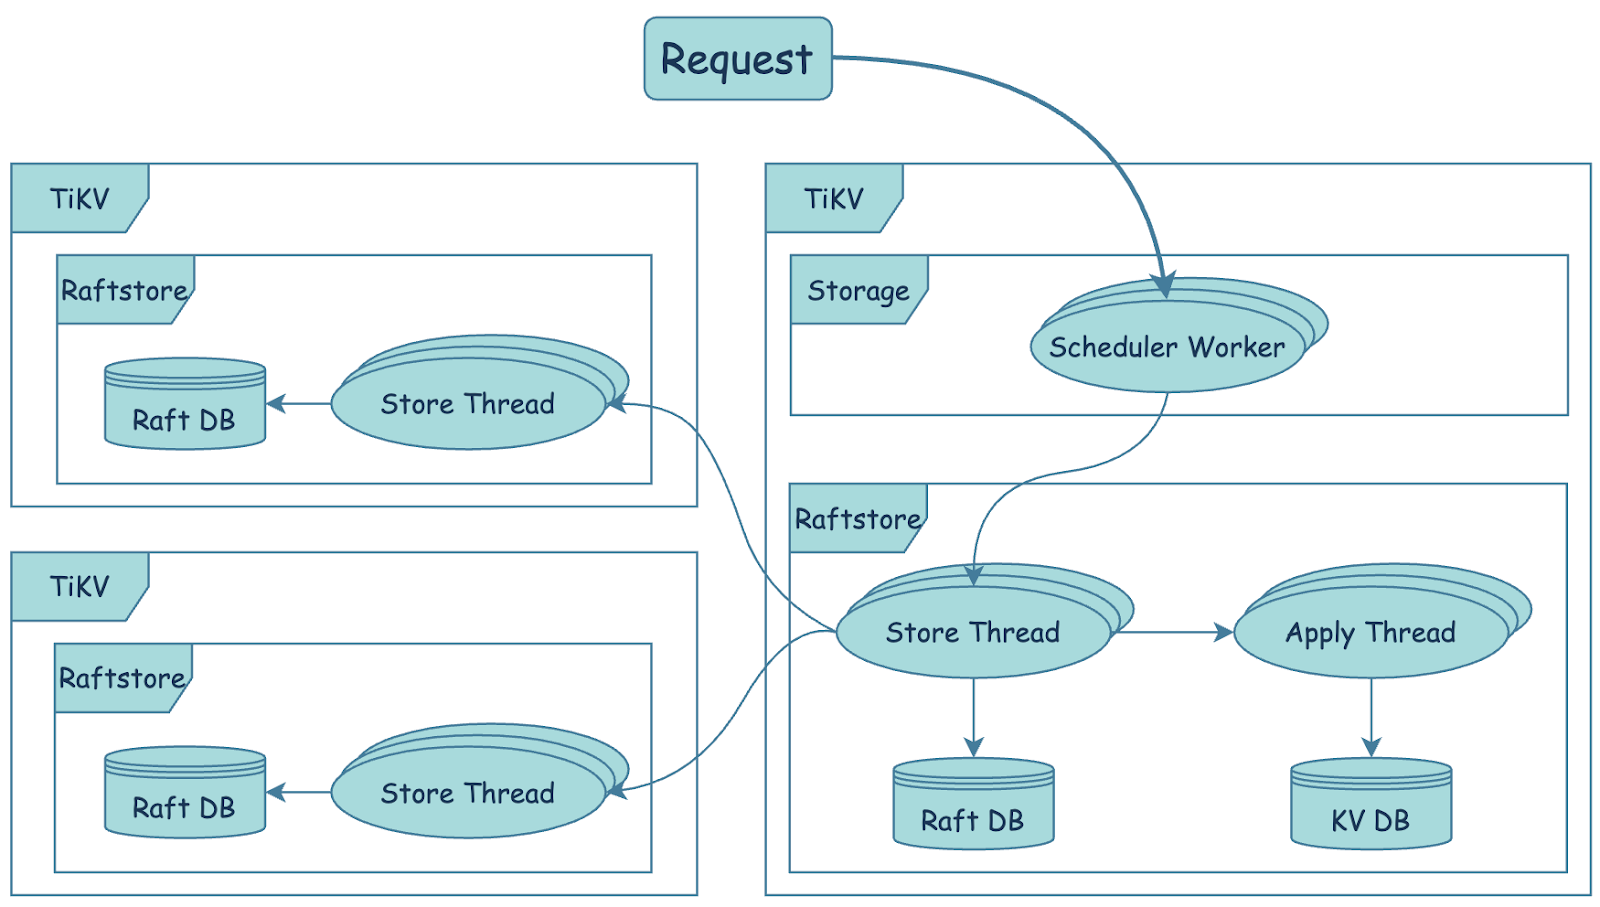 Request
TiKV
Raftstore
Raft DB
Store Thread
TiKV
Raftstore
Raft DB
Store Thread
TiKV
Storage
Scheduler Worker
Raftstore
Store Thread
Apply Thread
Raft DB
KV DB